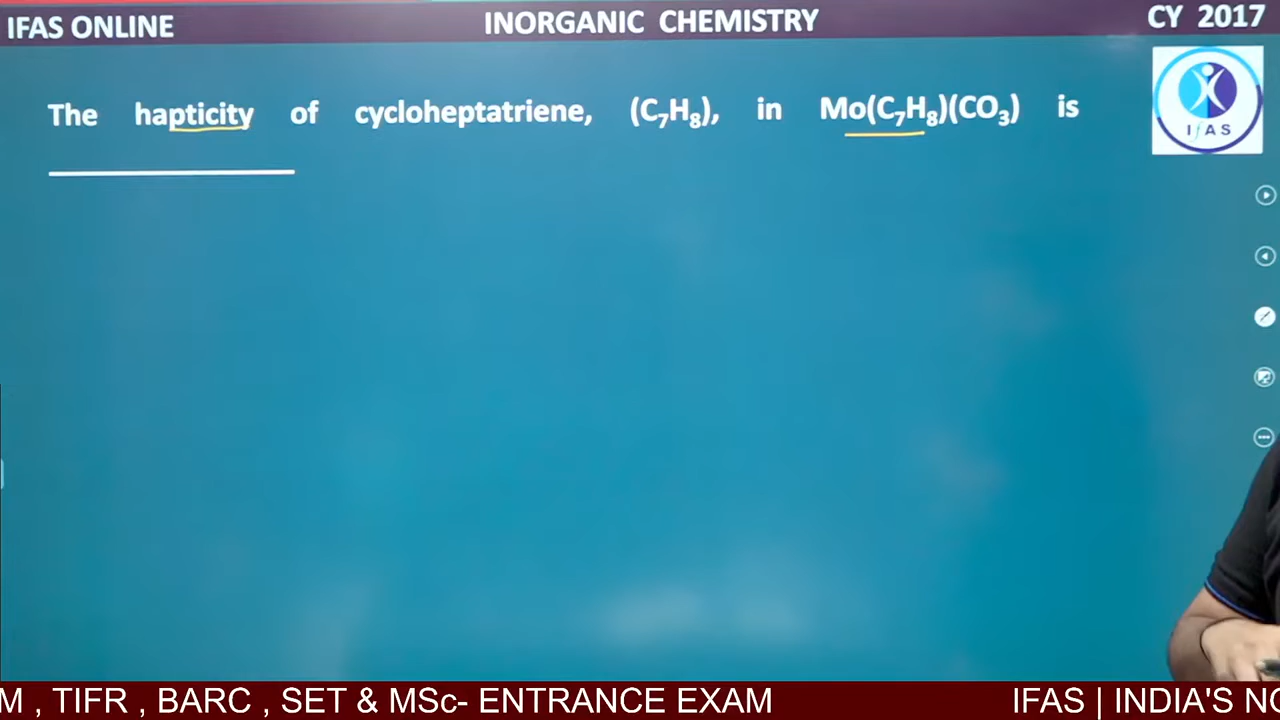 IFAS ONLINE
INORGANIC CHEMISTRY
CY 2017
The hapticity of cycloheptatriene, (C₇H₈), in Mo(C₇H₈)(CO₃) is
IFAS
M , TIFR , BARC , SET & MSc- ENTRANCE EXAM
IFAS | INDIA'S